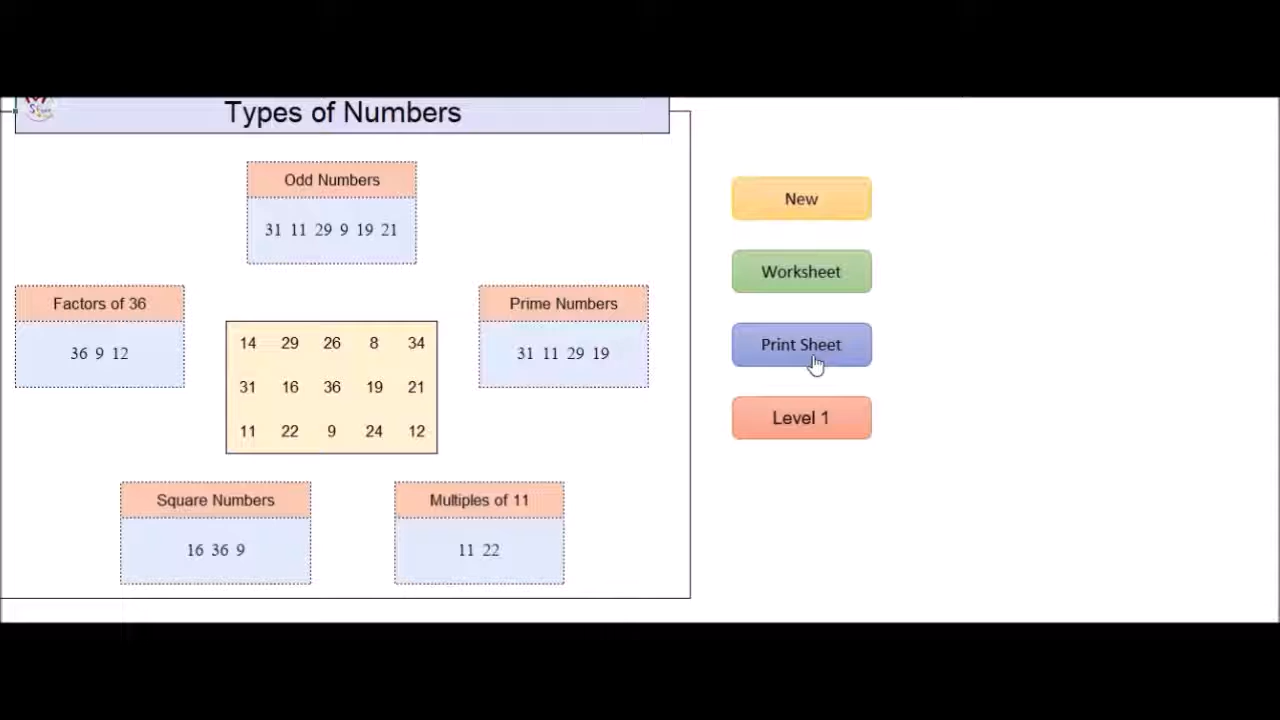 Types of Numbers
Odd Numbers
31 11 29 9 19 21
Factors of 36
36 9 12
Prime Numbers
31 11 29 19
14 29 26 8 34
31 16 36 19 21
11 22 9 24 12
Square Numbers
16 36 9
Multiples of 11
11 22
New
Worksheet
Print Sheet
Level 1